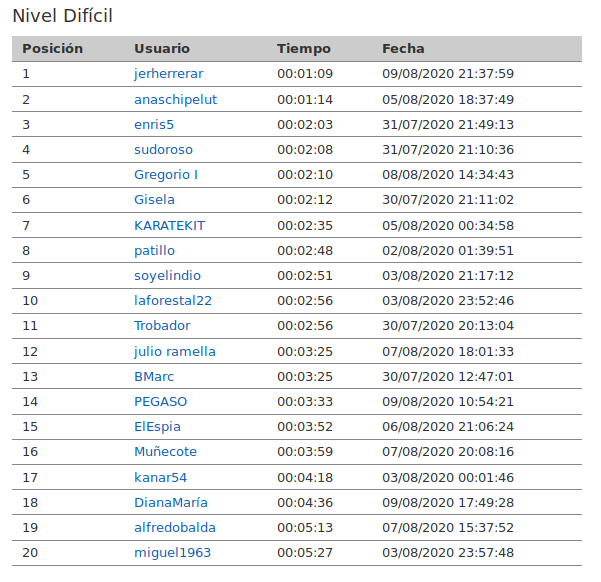 Nivel Difícil
Posición Usuario Tiempo Fecha
1 jerherrerar 00:01:09 09/08/2020 21:37:59
2 anaschipelut 00:01:14 05/08/2020 18:37:49
3 enris5 00:02:03 31/07/2020 21:49:13
4 sudoroso 00:02:08 31/07/2020 21:10:36
5 Gregorio I 00:02:10 08/08/2020 14:34:43
6 Gisela 00:02:12 30/07/2020 21:11:02
7 KARATEKIT 00:02:35 05/08/2020 00:34:58
8 patillo 00:02:48 02/08/2020 01:39:51
9 soyelindio 00:02:51 03/08/2020 21:17:12
10 laforestal22 00:02:56 03/08/2020 23:52:46
11 Trobador 00:02:56 30/07/2020 20:13:04
12 julio ramella 00:03:25 07/08/2020 18:01:33
13 BMarc 00:03:25 30/07/2020 12:47:01
14 PEGASO 00:03:33 09/08/2020 10:54:21
15 ElEspia 00:03:52 06/08/2020 21:06:24
16 Muñecote 00:03:59 07/08/2020 20:08:16
17 kanar54 00:04:18 03/08/2020 00:01:46
18 DianaMaría 00:04:36 09/08/2020 17:49:28
19 alfredobalda 00:05:13 07/08/2020 15:37:52
20 miguel1963 00:05:27 03/08/2020 23:57:48